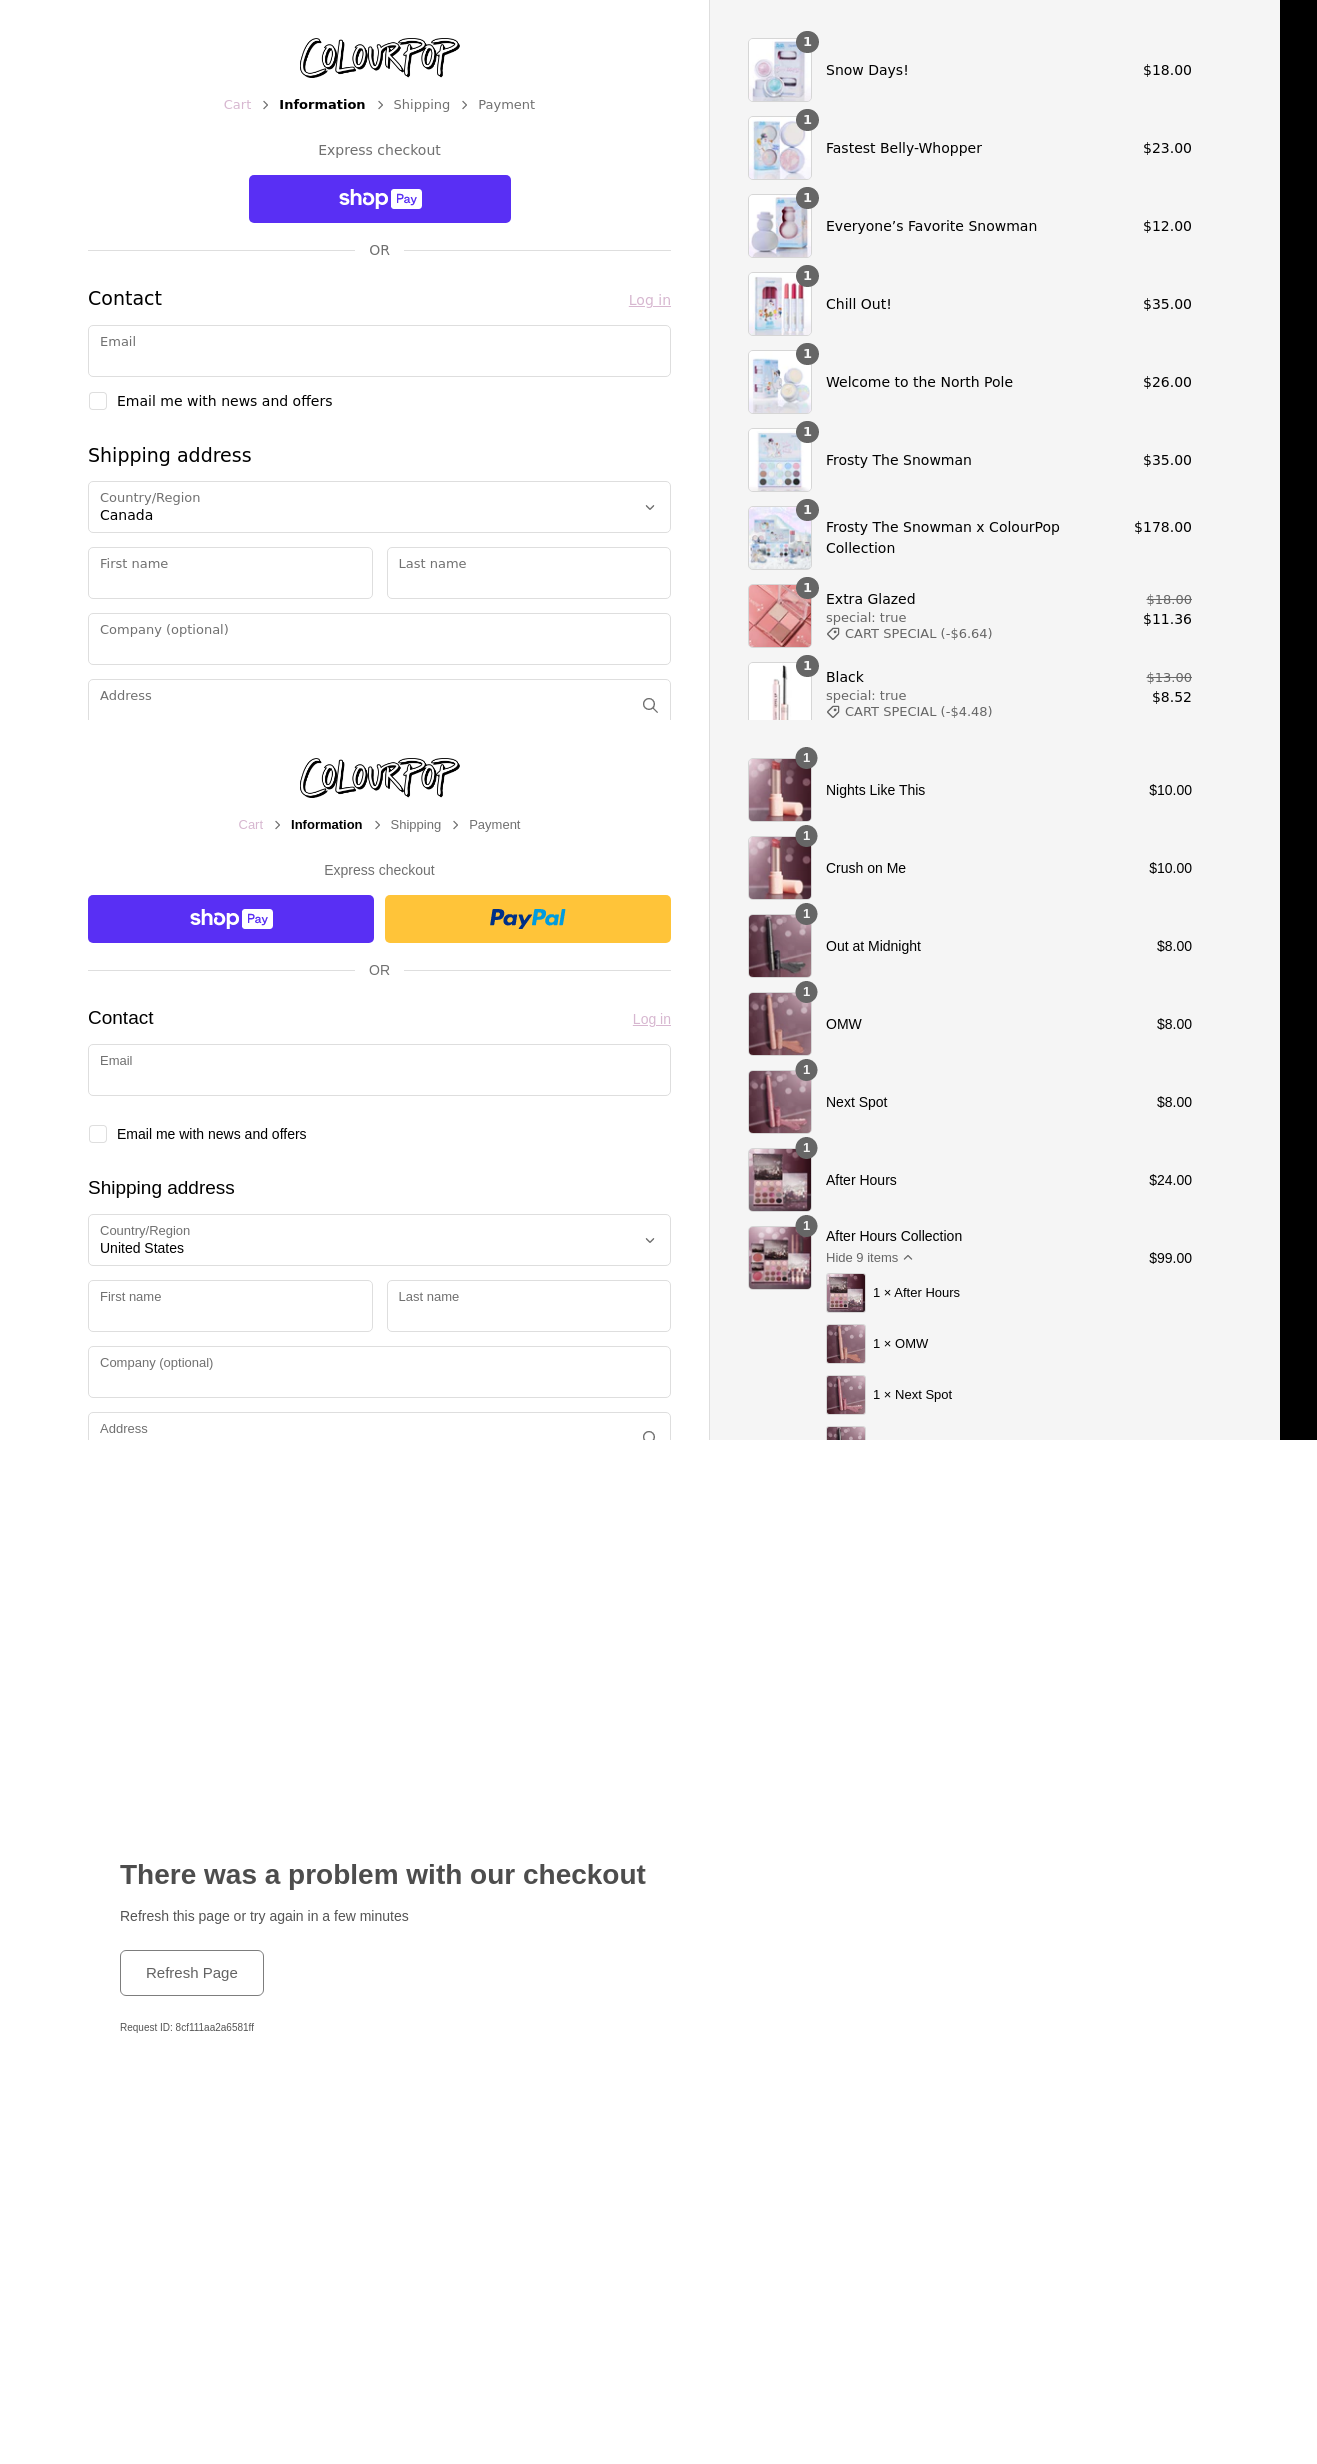 COLOURPOP
Cart > Information > Shipping > Payment
Express checkout
shop Pay
OR
Contact
Log in
Email
Email me with news and offers
Shipping address
Country/Region
Canada
First name
Last name
Company (optional)
Address
1
Snow Days!
$18.00
1
Fastest Belly-Whopper
$23.00
1
Everyone’s Favorite Snowman
$12.00
1
Chill Out!
$35.00
1
Welcome to the North Pole
$26.00
1
Frosty The Snowman
$35.00
1
Frosty The Snowman x ColourPop
Collection
$178.00
1
Extra Glazed
$18.00
special: true
$11.36
CART SPECIAL (-$6.64)
1
Black
$13.00
special: true
$8.52
CART SPECIAL (-$4.48)
COLOURPOP
Cart > Information > Shipping > Payment
Express checkout
shop Pay
PayPal
OR
Contact
Log in
Email
Email me with news and offers
Shipping address
Country/Region
United States
First name
Last name
Company (optional)
Address
1
Nights Like This
$10.00
1
Crush on Me
$10.00
1
Out at Midnight
$8.00
1
OMW
$8.00
1
Next Spot
$8.00
1
After Hours
$24.00
1
After Hours Collection
Hide 9 items
$99.00
1 × After Hours
1 × OMW
1 × Next Spot
There was a problem with our checkout
Refresh this page or try again in a few minutes
Refresh Page
Request ID: 8cf111aa2a6581ff